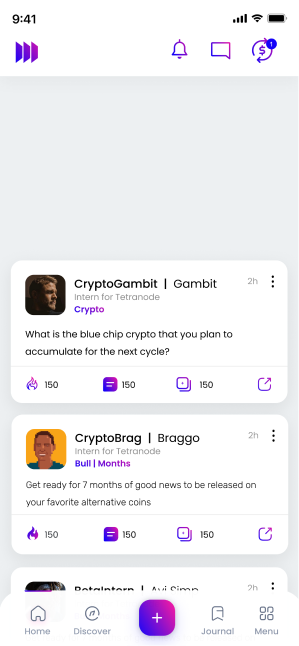 9:41
1
CryptoGambit | Gambit 2h
Intern for Tetranode
Crypto
What is the blue chip crypto that you plan to
accumulate for the next cycle?
150 150 150
CryptoBrag | Braggo 2h
Intern for Tetranode
Bull | Months
Get ready for 7 months of good news to be released on
your favorite alternative coins
150 150 150
BetaIntern | Avi Simp 2h
Home Discover Journal Menu